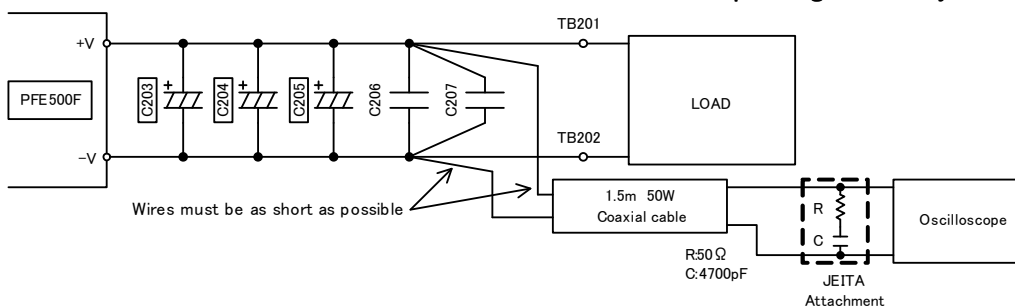 TB201
+V
PFE500F
C203
+
C204
+
C205
+
C206
C207
LOAD
-V
TB202
Wires must be as short as possible
1.5m 50W
Coaxial cable
R
C
Oscilloscope
R:50Ω
C:4700pF
JEITA
Attachment